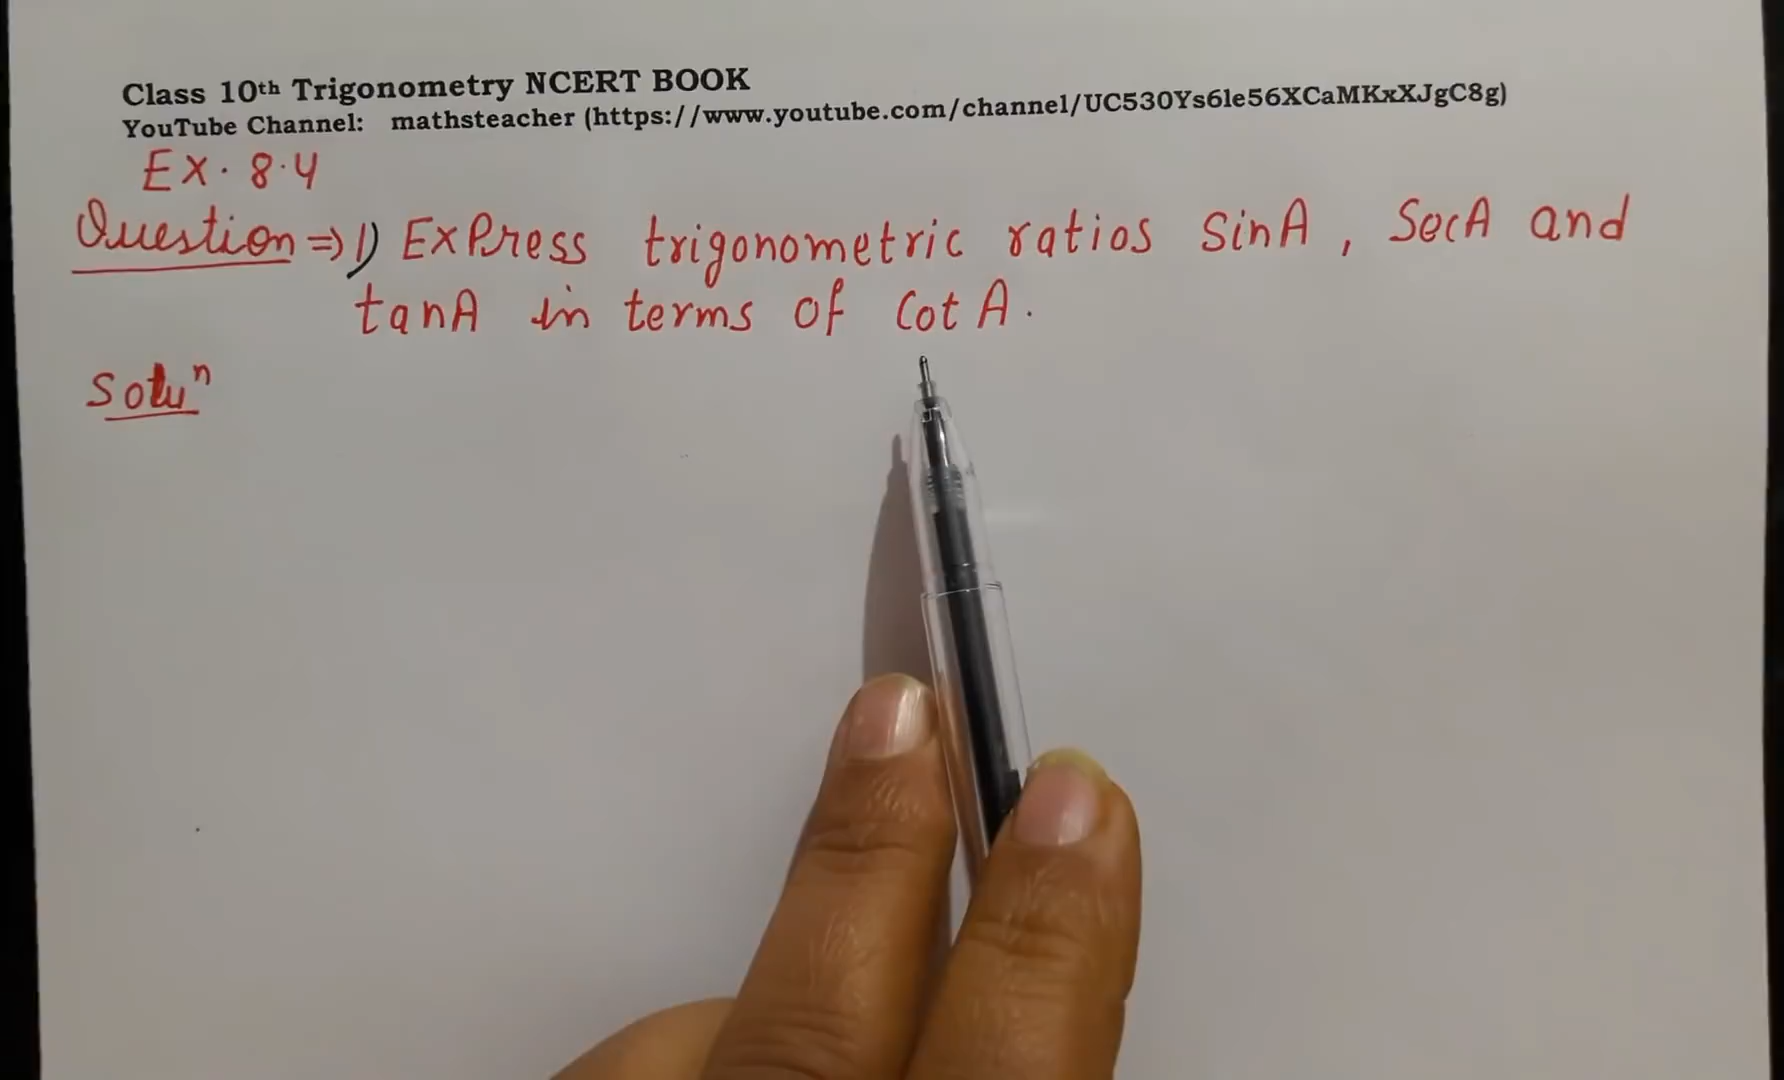 Class 10th Trigonometry NCERT BOOK
YouTube Channel: mathsteacher (https://www.youtube.com/channel/UC530Ys6le56XCaMKxXJgC8g)
EX. 8.4
Question ⇒ 1) Express trigonometric ratios SinA, SecA and
tanA in terms of Cot A.
Soluⁿ